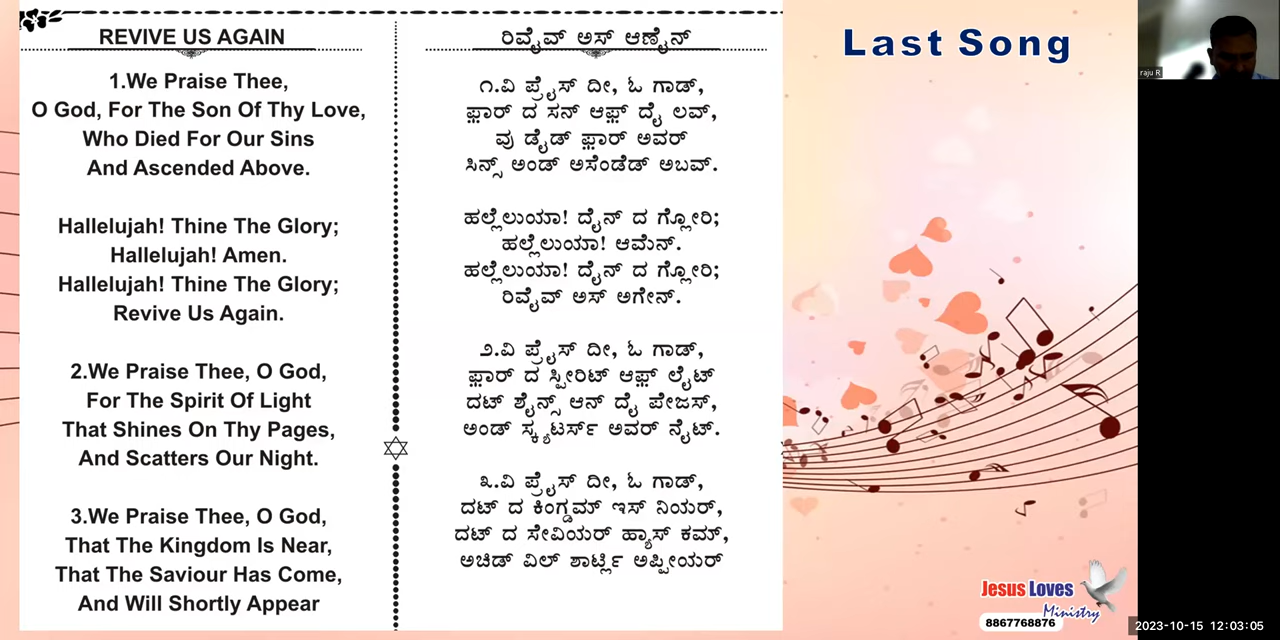 REVIVE US AGAIN
1.We Praise Thee,
O God, For The Son Of Thy Love,
Who Died For Our Sins
And Ascended Above.
Hallelujah! Thine The Glory;
Hallelujah! Amen.
Hallelujah! Thine The Glory;
Revive Us Again.
2.We Praise Thee, O God,
For The Spirit Of Light
That Shines On Thy Pages,
And Scatters Our Night.
3.We Praise Thee, O God,
That The Kingdom Is Near,
That The Saviour Has Come,
And Will Shortly Appear
ರಿವೈವ್ ಅಸ್ ಆಣೈನ್
೧.ವಿ ಪ್ರೈಸ್ ದೀ, ಓ ಗಾಡ್,
ಫ಼ಾರ್ ದ ಸನ್ ಆಫ಼್ ದೈ ಲವ್,
ವು ಡೈಡ್ ಫ಼ಾರ್ ಅವರ್
ಸಿನ್ಸ್ ಅಂಡ್ ಅಸೆಂಡೆಡ್ ಅಬವ್.
ಹಲ್ಲೆಲುಯಾ! ದೈನ್ ದ ಗ್ಲೋರಿ;
ಹಲ್ಲೆಲುಯಾ! ಆಮೆನ್.
ಹಲ್ಲೆಲುಯಾ! ದೈನ್ ದ ಗ್ಲೋರಿ;
ರಿವೈವ್ ಅಸ್ ಅಗೇನ್.
೨.ವಿ ಪ್ರೈಸ್ ದೀ, ಓ ಗಾಡ್,
ಫ಼ಾರ್ ದ ಸ್ಪೀರಿಟ್ ಆಫ಼್ ಲೈಟ್
ದಟ್ ಶೈನ್ಸ್ ಆನ್ ದೈ ಪೇಜಸ್,
ಅಂಡ್ ಸ್ಕ್ಯಟರ್ಸ್ ಅವರ್ ನೈಟ್.
೩.ವಿ ಪ್ರೈಸ್ ದೀ, ಓ ಗಾಡ್,
ದಟ್ ದ ಕಿಂಗ್ಡಮ್ ಇಸ್ ನಿಯರ್,
ದಟ್ ದ ಸೇವಿಯರ್ ಹ್ಯಾಸ್ ಕಮ್,
ಅಚಿಡ್ ವಿಲ್ ಶಾರ್ಟ್ಲಿ ಅಪ್ಪೀಯರ್
Last Song
Jesus Loves
Ministry
8867768876
raju R
2023-10-15 12:03:05